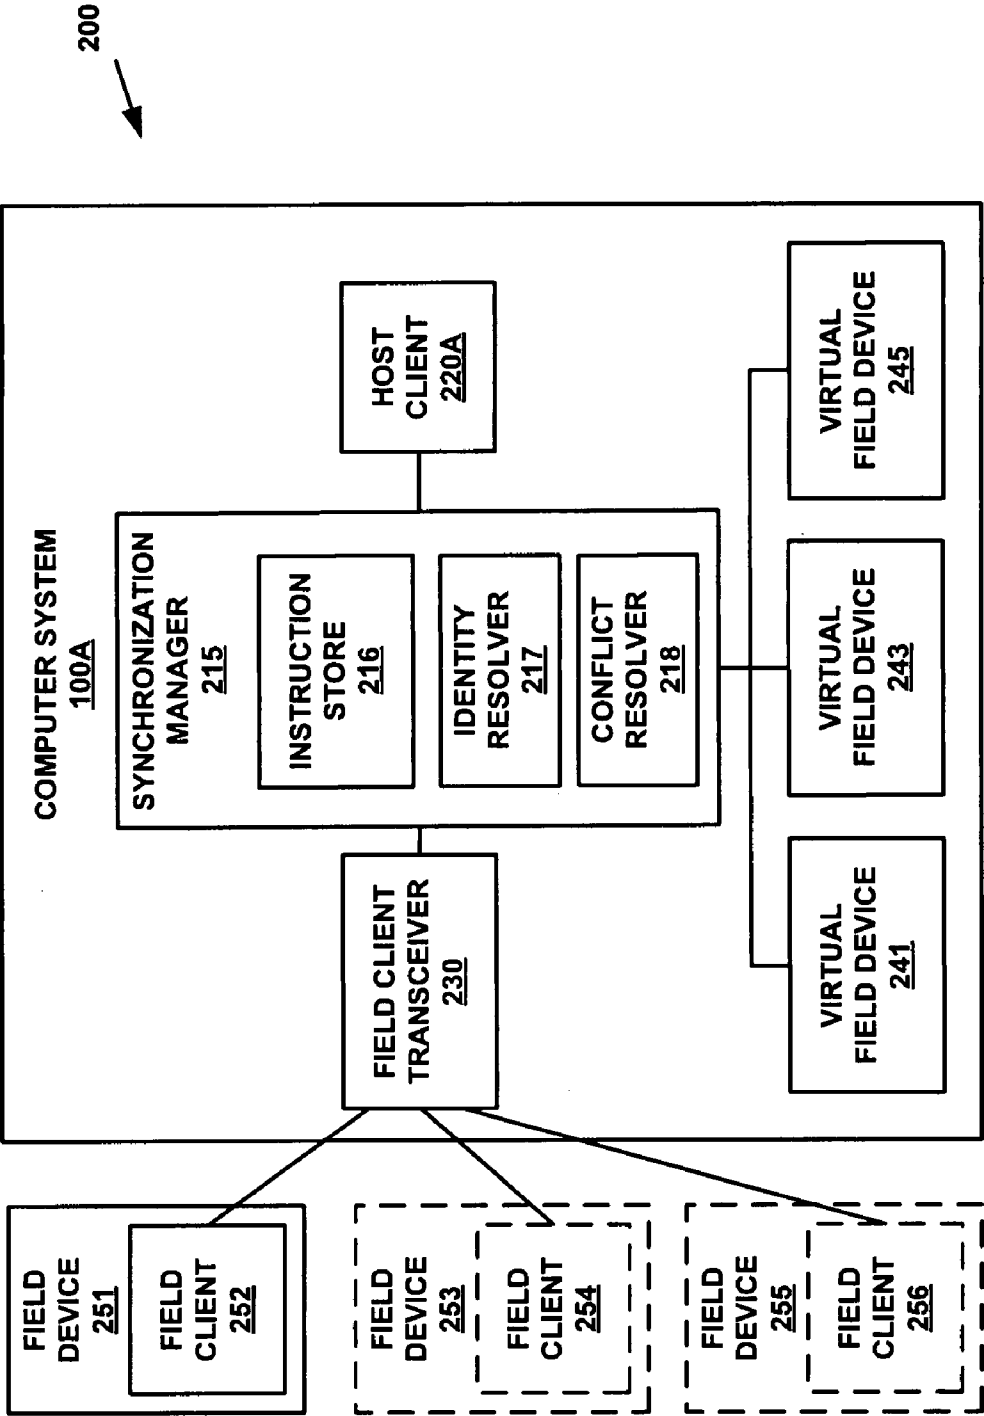 200
COMPUTER SYSTEM
100A
SYNCHRONIZATION
MANAGER
215
INSTRUCTION
STORE
216
IDENTITY
RESOLVER
217
CONFLICT
RESOLVER
218
HOST
CLIENT
220A
FIELD CLIENT
TRANSCEIVER
230
VIRTUAL
FIELD DEVICE
241
VIRTUAL
FIELD DEVICE
243
VIRTUAL
FIELD DEVICE
245
FIELD
DEVICE
251
FIELD
CLIENT
252
FIELD
DEVICE
253
FIELD
CLIENT
254
FIELD
DEVICE
255
FIELD
CLIENT
256